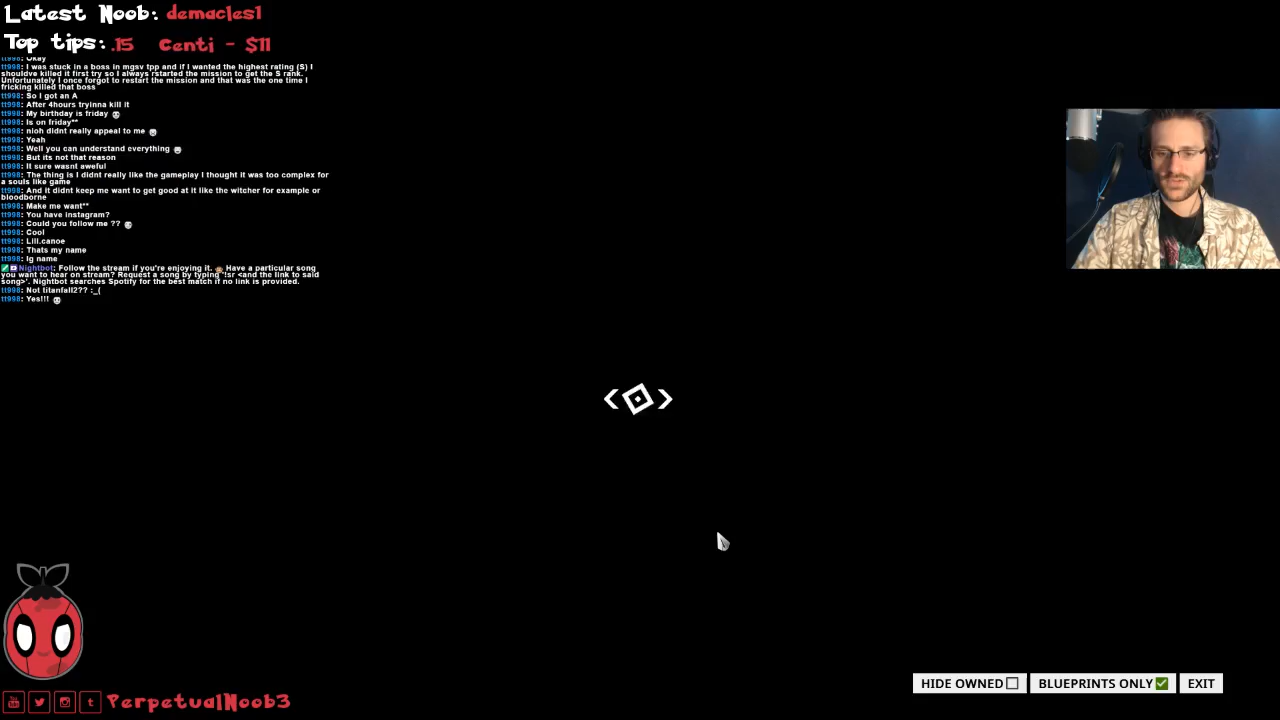 Latest Noob: demacles1
Top tips: .15 Centi - $11
tt998: Okay
tt998: I was stuck in a boss in mgsv tpp and if I wanted the highest rating (S) I
shouldve killed it first try so I always rstarted the mission to get the S rank.
Unfortunately I once forgot to restart the mission and that was the one time I
fricking killed that boss
tt998: So I got an A
tt998: After 4hours tryinna kill it
tt998: My birthday is friday
tt998: Is on friday**
tt998: nioh didnt really appeal to me
tt998: Yeah
tt998: Well you can understand everything
tt998: But its not that reason
tt998: It sure wasnt aweful
tt998: The thing is I didnt really like the gameplay I thought it was too complex for
a souls like game
tt998: And it didnt keep me want to get good at it like the witcher for example or
bloodborne
tt998: Make me want**
tt998: You have instagram?
tt998: Could you follow me ??
tt998: Cool
tt998: Lili.canoe
tt998: Thats my name
tt998: Ig name
Nightbot: Follow the stream if you're enjoying it. Have a particular song
you want to hear on stream? Request a song by typing '!sr <and the link to said
song>'. Nightbot searches Spotify for the best match if no link is provided.
tt998: Not titanfall2?? :_(
tt998: Yes!!!
HIDE OWNED BLUEPRINTS ONLY EXIT
You Tube t PerpetualNoob3